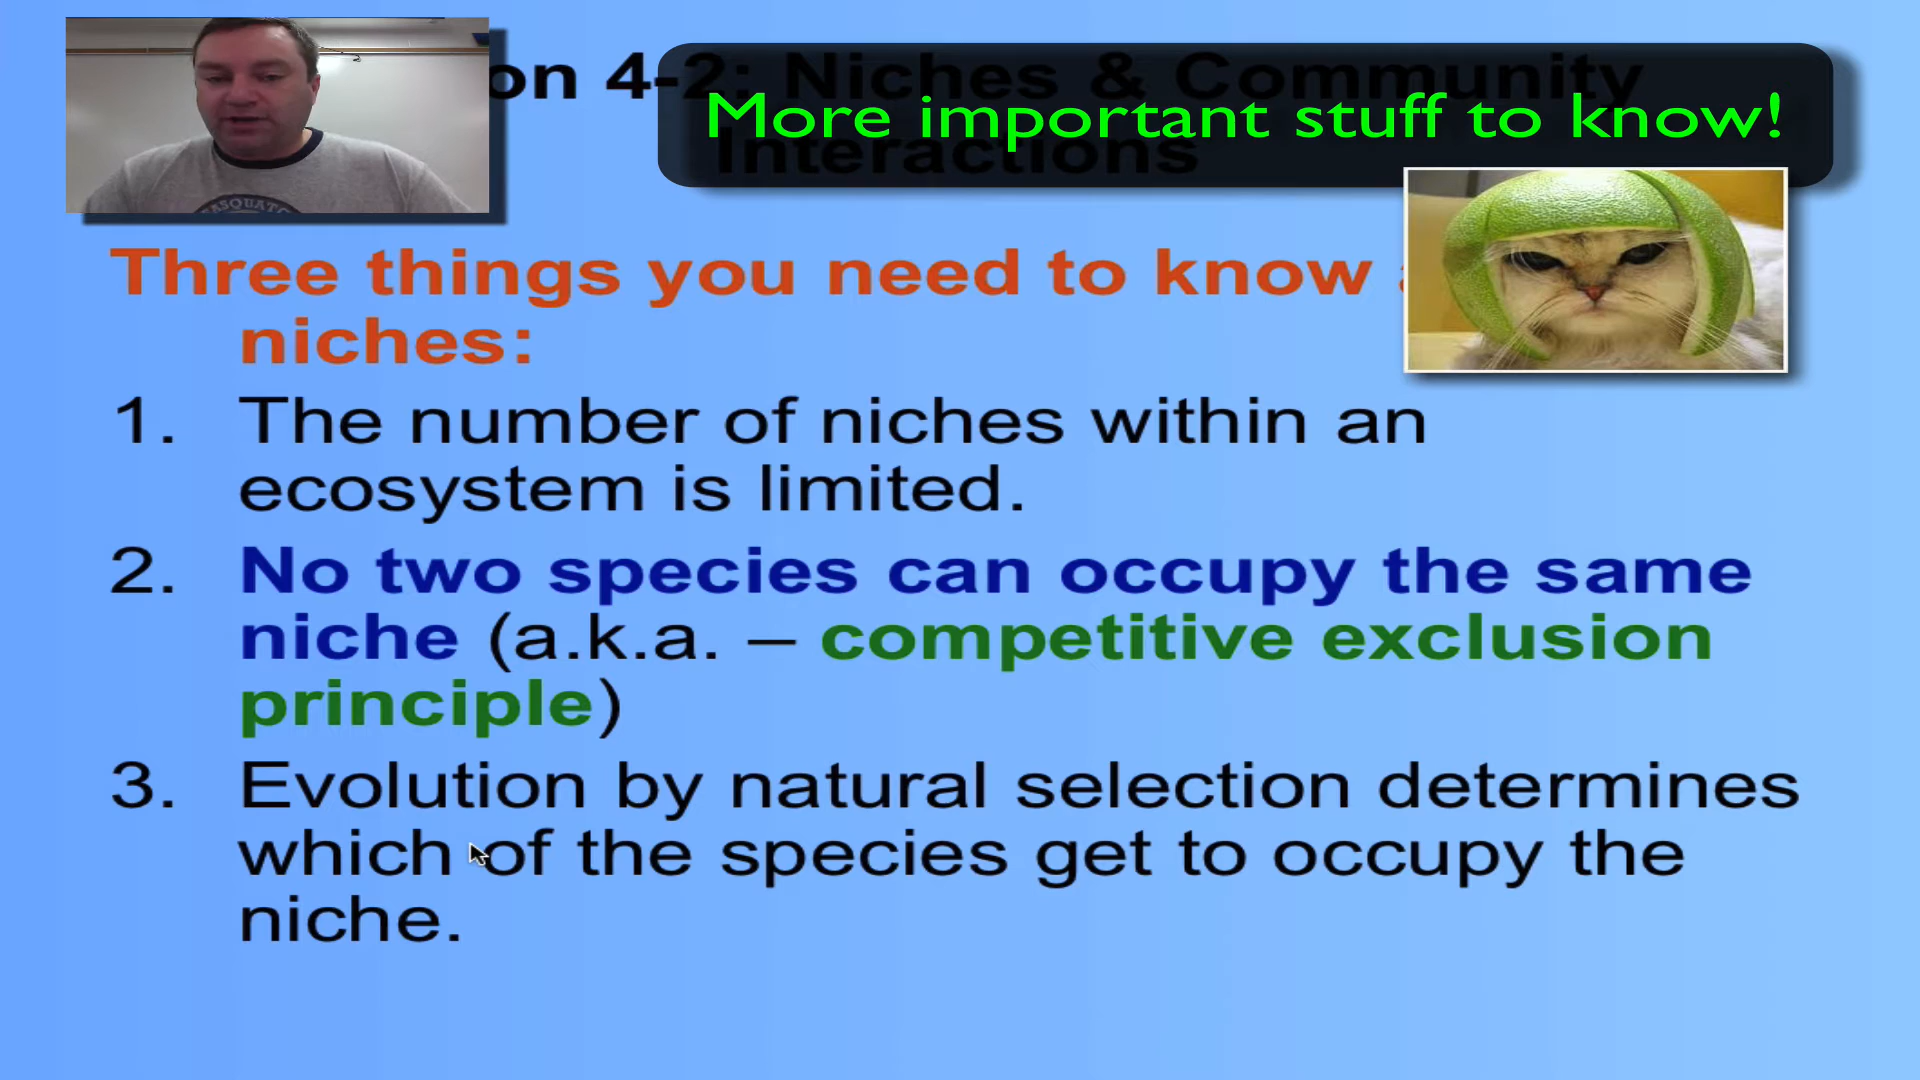 on 4-2: Niches & Community
Interactions
More important stuff to know!
Three things you need to know
niches:
1. The number of niches within an
ecosystem is limited.
2. No two species can occupy the same
niche (a.k.a. – competitive exclusion
principle)
3. Evolution by natural selection determines
which of the species get to occupy the
niche.